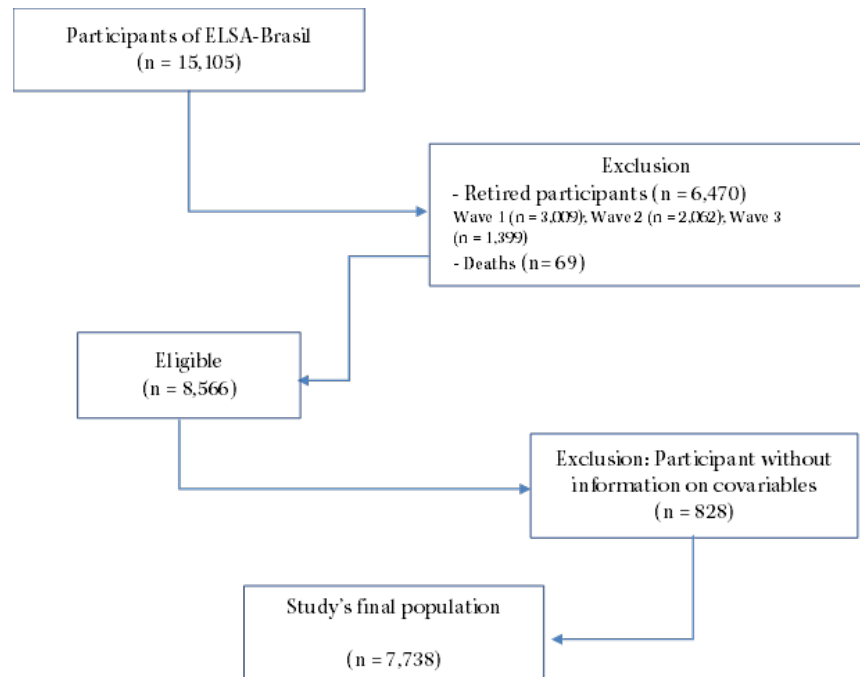 Participants of ELSA-Brasil
(n = 15,105)
Exclusion
- Retired participants (n = 6,470)
Wave 1 (n = 3,009); Wave 2 (n = 2,062); Wave 3
(n = 1,399)
- Deaths (n= 69)
Eligible
(n = 8,566)
Exclusion: Participant without
information on covariables
(n = 828)
Study's final population
(n = 7,738)